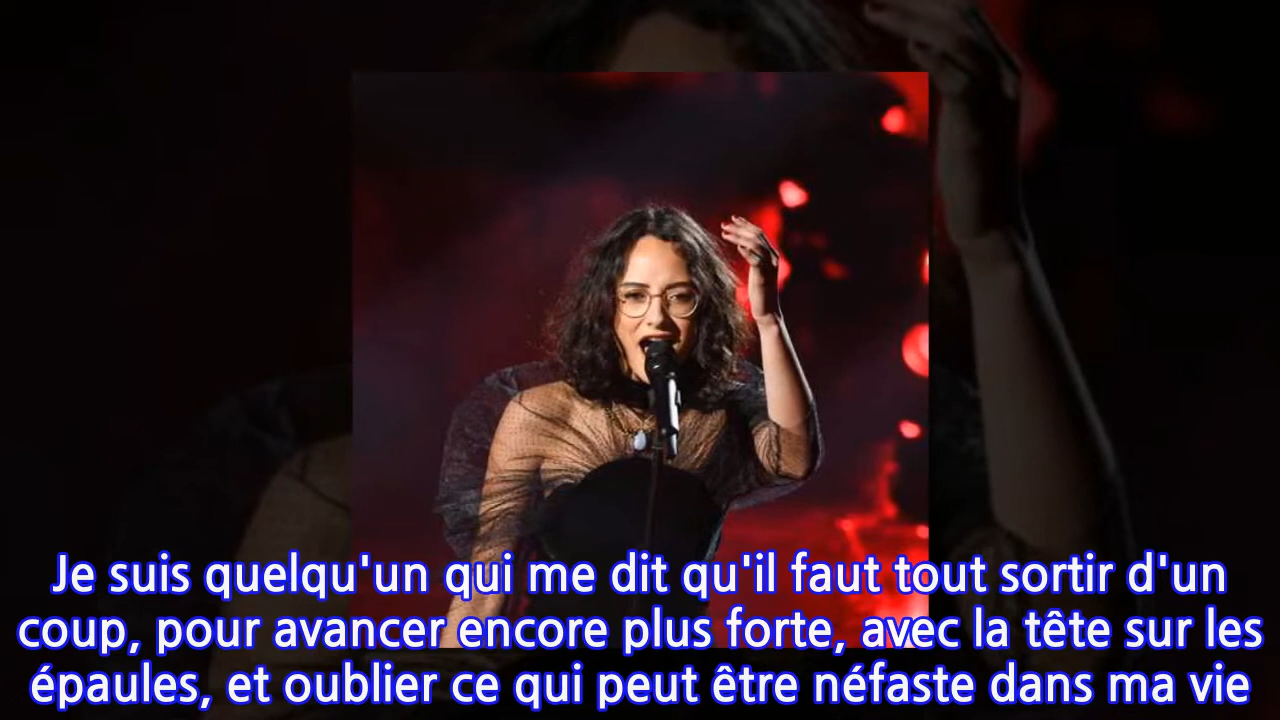 Je suis quelqu'un qui me dit qu'il faut tout sortir d'un
coup, pour avancer encore plus forte, avec la tête sur les
épaules, et oublier ce qui peut être néfaste dans ma vie